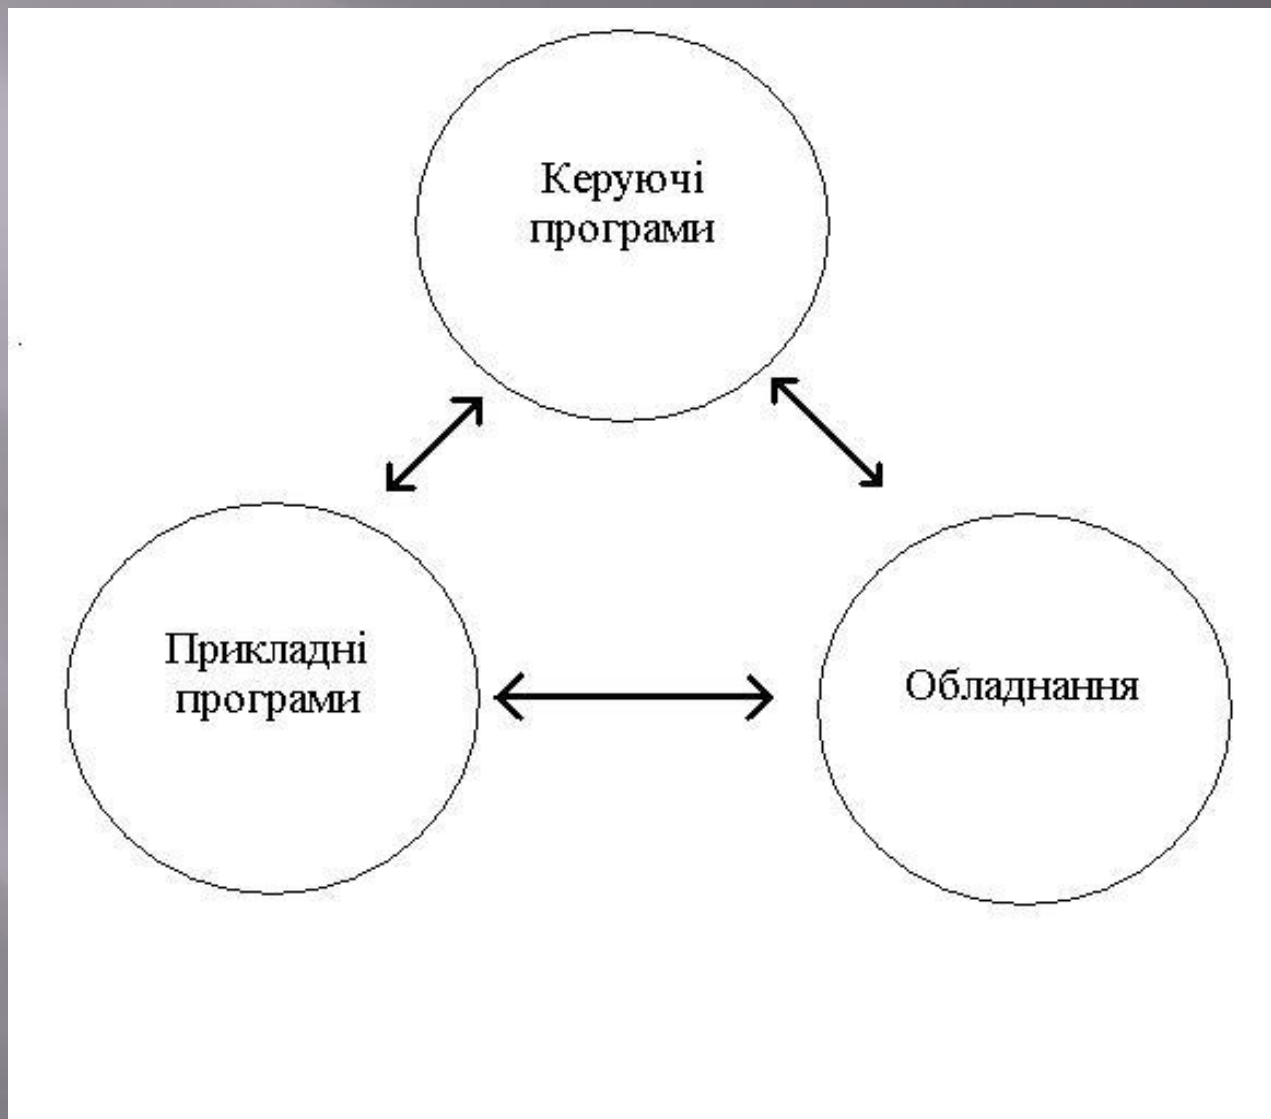 Керуючі
програми
Прикладні
програми
Обладнання